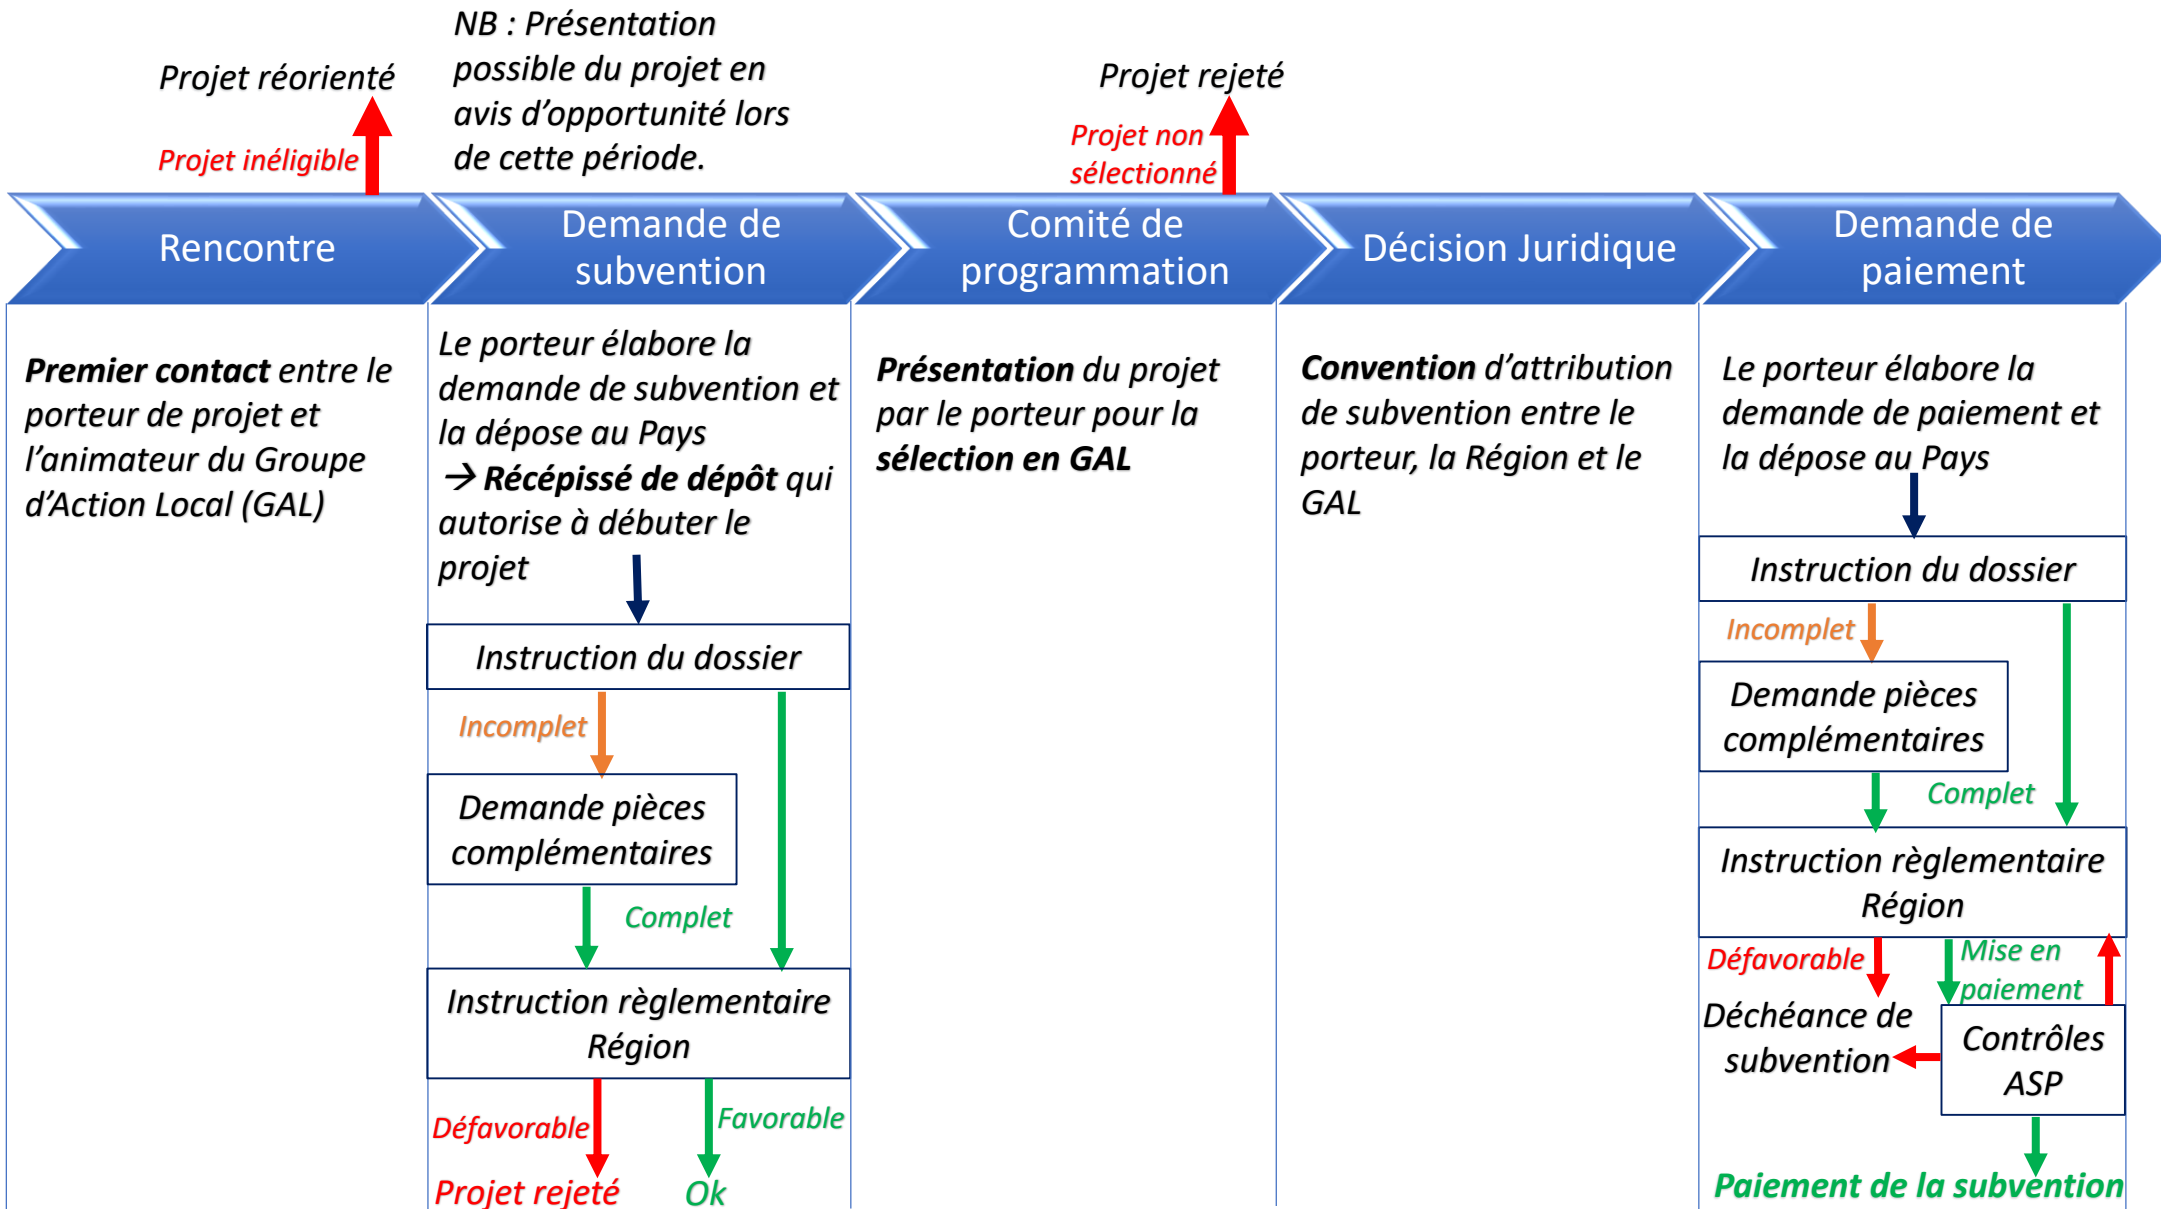 Projet réorienté
Projet inéligible
NB : Présentation
possible du projet en
avis d'opportunité lors
de cette période.
Projet rejeté
Projet non
sélectionné
Rencontre
Demande de
subvention
Comité de
programmation
Décision Juridique
Demande de
paiement
Premier contact entre le
porteur de projet et
l'animateur du Groupe
d'Action Local (GAL)
Le porteur élabore la
demande de subvention et
la dépose au Pays
→ Récépissé de dépôt qui
autorise à débuter le
projet
Instruction du dossier
Incomplet
Demande pièces
complémentaires
Complet
Instruction règlementaire
Région
Défavorable
Favorable
Projet rejeté
Ok
Présentation du projet
par le porteur pour la
sélection en GAL
Convention d'attribution
de subvention entre le
porteur, la Région et le
GAL
Le porteur élabore la
demande de paiement et
la dépose au Pays
Instruction du dossier
Incomplet
Demande pièces
complémentaires
Complet
Instruction règlementaire
Région
Défavorable
Mise en
paiement
Déchéance de
subvention
Contrôles
ASP
Paiement de la subvention